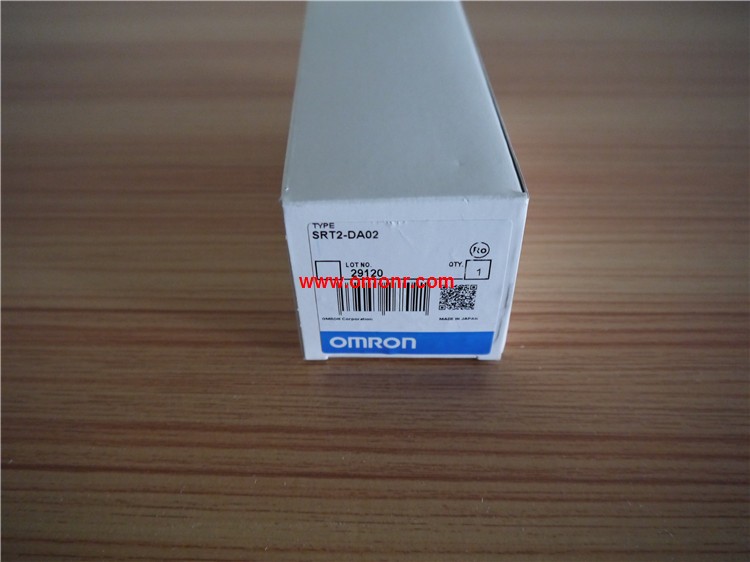 TYPE
SRT2-DA02
LOT NO.
29120
QTY.
1
www.omonr.com
OMRON Corporation
MADE IN JAPAN
OMRON